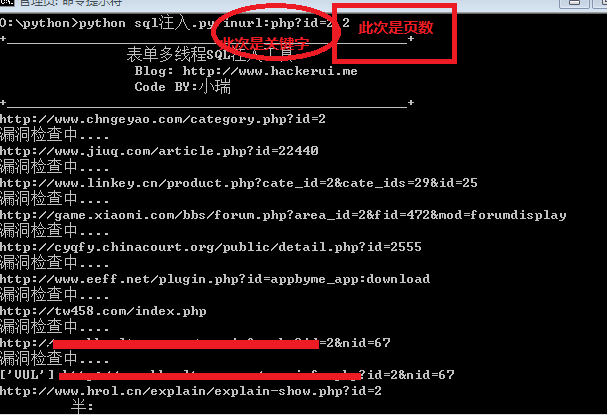 管理员: 命令提示符
O:\python>python sql注入.py inurl:php?id=2 2
此次是关键字
此次是页数
表单多线程SQL注入工具
Blog: http://www.hackerui.me
Code BY:小瑞
http://www.chngeyao.com/category.php?id=2
漏洞检查中....
http://www.jiuq.com/article.php?id=22440
漏洞检查中....
http://www.linkey.cn/product.php?cate_id=2&cate_ids=29&id=25
漏洞检查中....
http://game.xiaomi.com/bbs/forum.php?area_id=2&fid=472&mod=forumdisplay
漏洞检查中....
http://cyqfy.chinacourt.org/public/detail.php?id=2555
漏洞检查中....
http://www.eeff.net/plugin.php?id=appbyme_app:download
漏洞检查中....
http://tw458.com/index.php
漏洞检查中....
http:/ =2&nid=67
漏洞检查中....
['VUL'] ?id=2&nid=67
http://www.hrol.cn/explain/explain-show.php?id=2
半: